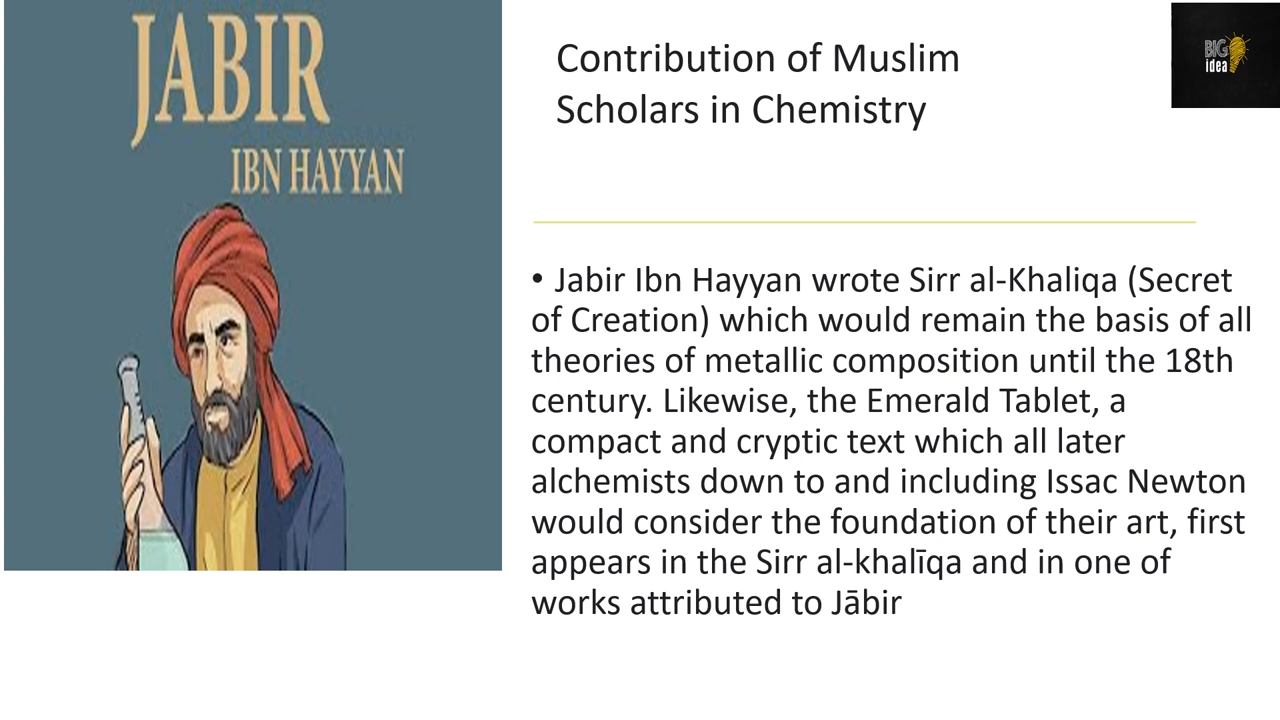 JABIR
IBN HAYYAN
Contribution of Muslim
Scholars in Chemistry
BIG
idea
• Jabir Ibn Hayyan wrote Sirr al-Khaliqa (Secret
of Creation) which would remain the basis of all
theories of metallic composition until the 18th
century. Likewise, the Emerald Tablet, a
compact and cryptic text which all later
alchemists down to and including Issac Newton
would consider the foundation of their art, first
appears in the Sirr al-khalīqa and in one of
works attributed to Jābir